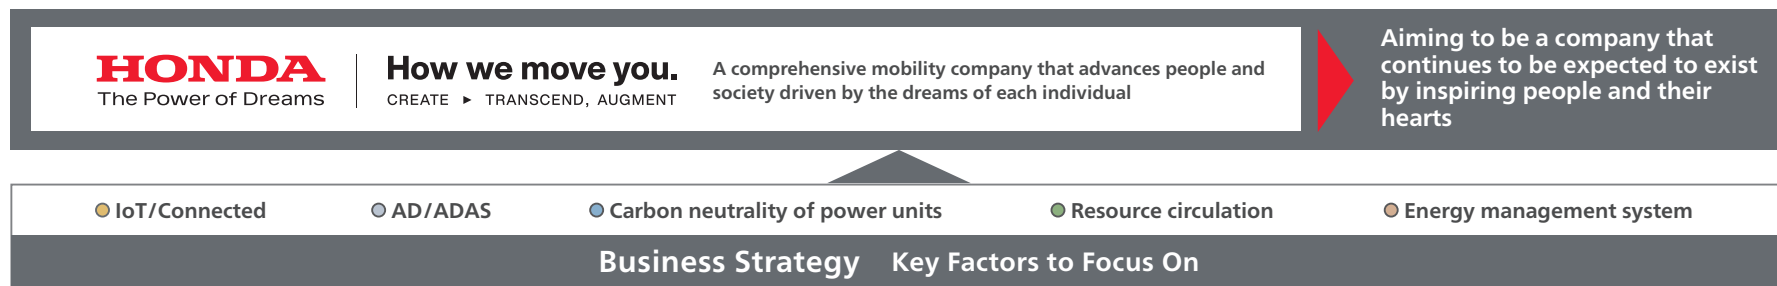 HONDA
The Power of Dreams
How we move you.
CREATE ► TRANSCEND, AUGMENT
A comprehensive mobility company that advances people and
society driven by the dreams of each individual
Aiming to be a company that
continues to be expected to exist
by inspiring people and their
hearts
IoT/Connected
AD/ADAS
Carbon neutrality of power units
Resource circulation
Energy management system
Business Strategy Key Factors to Focus On